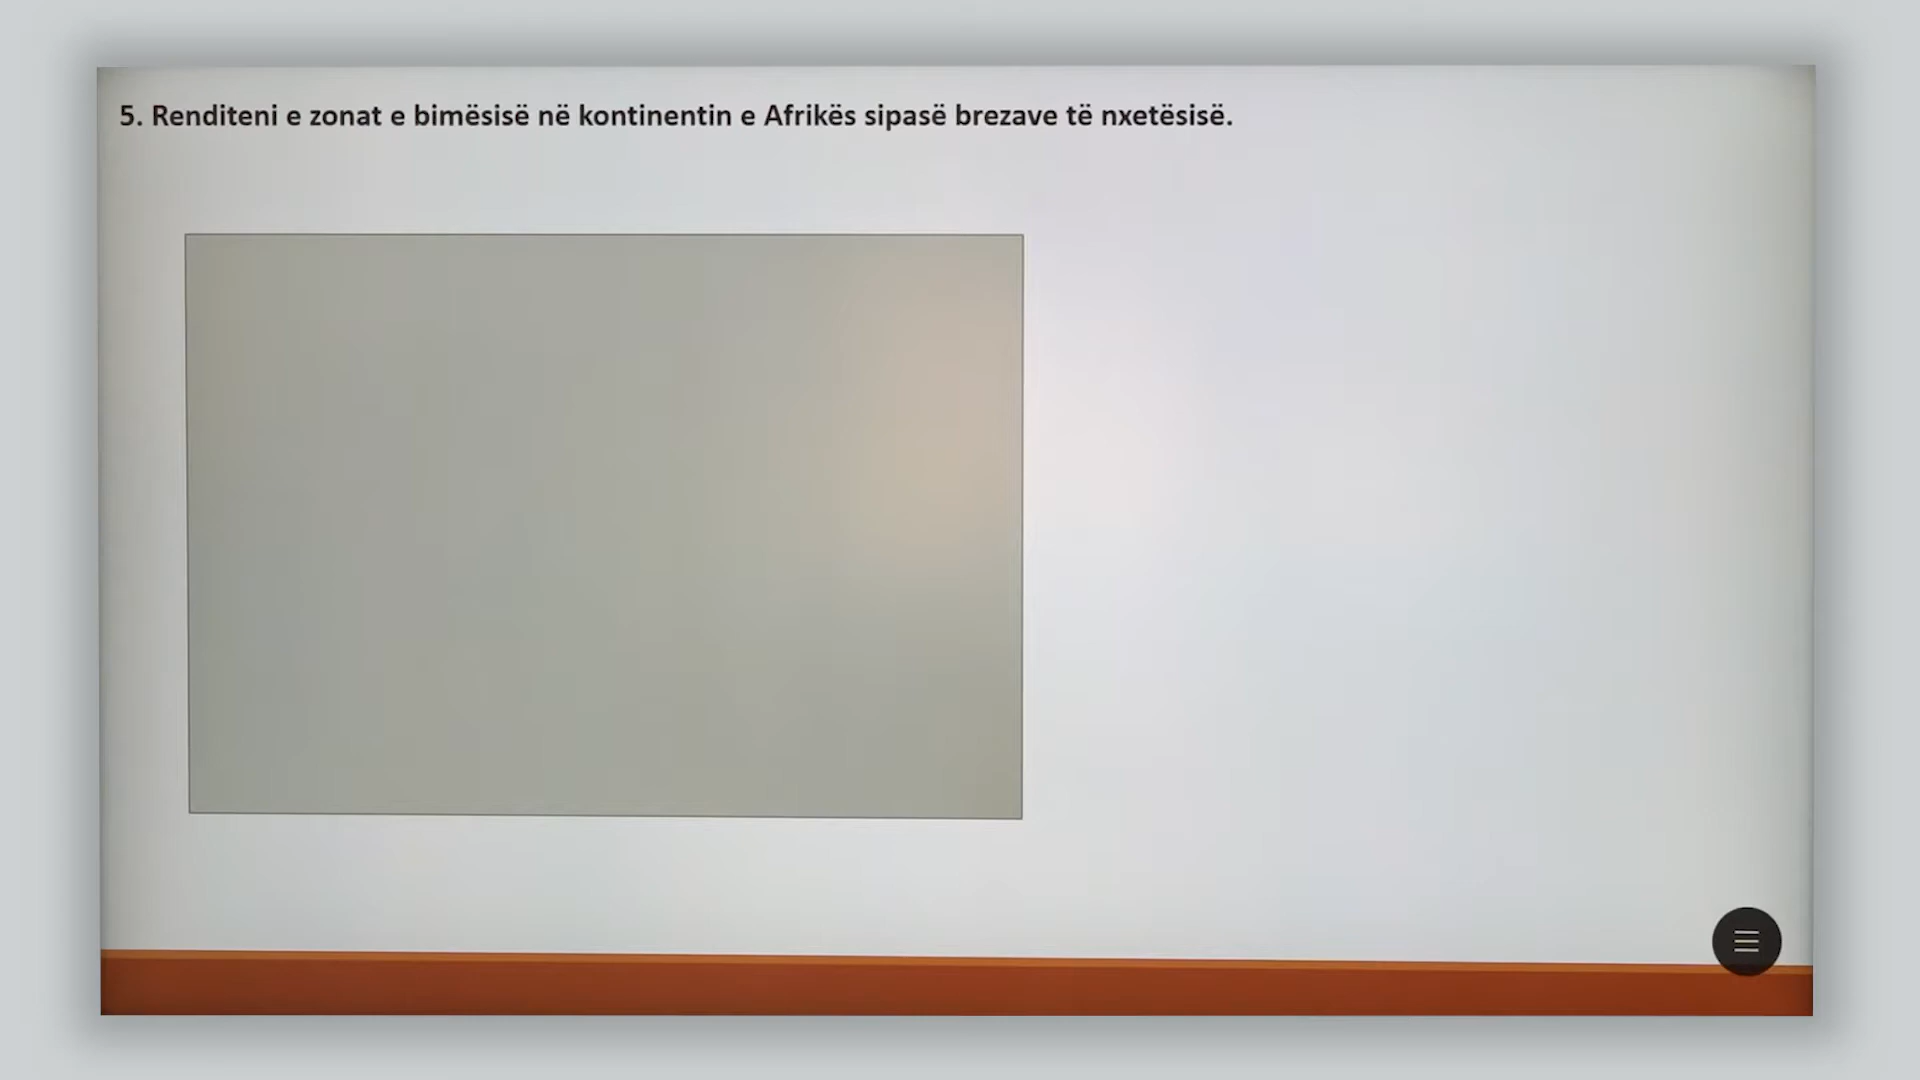 5. Renditeni e zonat e bimësisë në kontinentin e Afrikës sipasë brezave të nxetësisë.